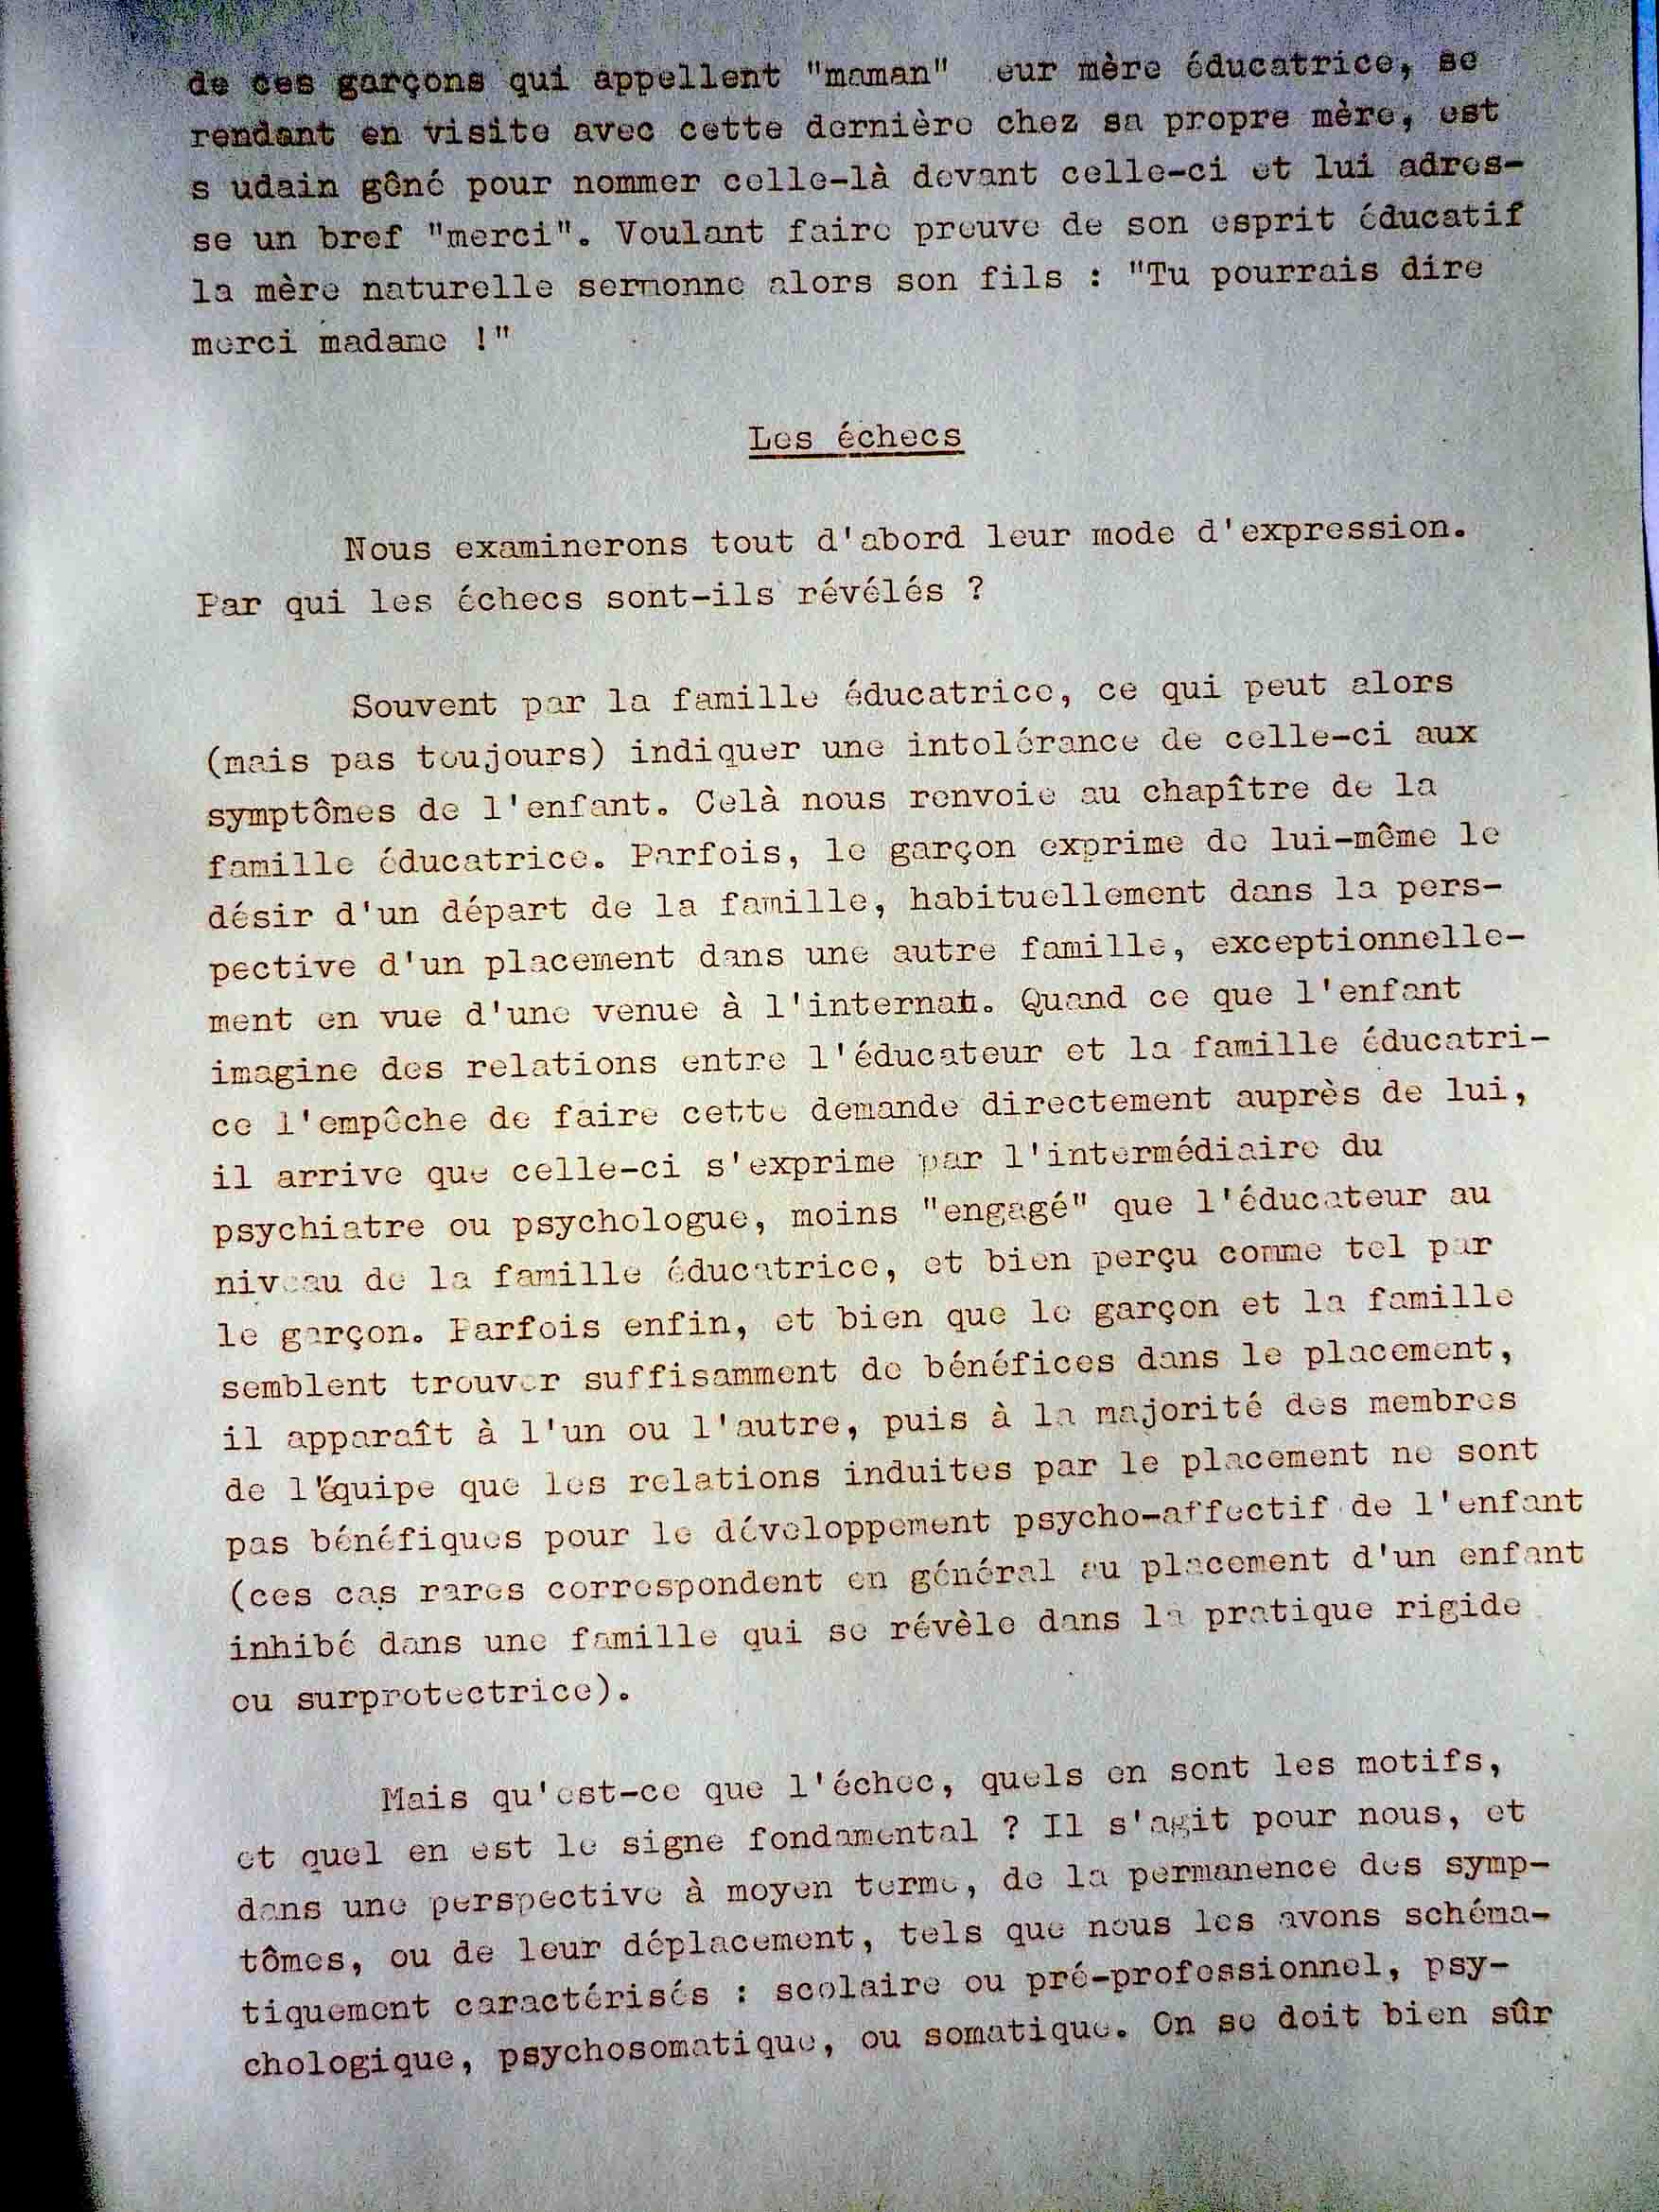 de ces garçons qui appellent "maman" eur mère éducatrice, se
rendant en visite avec cette dernière chez sa propre mère, est
s udain gêné pour nommer celle-là devant celle-ci et lui adres-
se un bref "merci". Voulant faire preuve de son esprit éducatif
la mère naturelle sermonne alors son fils : "Tu pourrais dire
merci madame !"
Les échecs
Nous examinerons tout d'abord leur mode d'expression.
Par qui les échecs sont-ils révélés ?
Souvent par la famille éducatrice, ce qui peut alors
(mais pas toujours) indiquer une intolérance de celle-ci aux
symptômes de l'enfant. Celà nous renvoie au chapître de la
famille éducatrice. Parfois, le garçon exprime de lui-même le
désir d'un départ de la famille, habituellement dans la pers-
pective d'un placement dans une autre famille, exceptionnelle-
ment en vue d'une venue à l'internat. Quand ce que l'enfant
imagine des relations entre l'éducateur et la famille éducatri-
ce l'empêche de faire cette demande directement auprès de lui,
il arrive que celle-ci s'exprime par l'intermédiaire du
psychiatre ou psychologue, moins "engagé" que l'éducateur au
niveau de la famille éducatrice, et bien perçu comme tel par
le garçon. Parfois enfin, et bien que le garçon et la famille
semblent trouver suffisamment de bénéfices dans le placement,
il apparaît à l'un ou l'autre, puis à la majorité des membres
de l'équipe que les relations induites par le placement ne sont
pas bénéfiques pour le développement psycho-affectif de l'enfant
(ces cas rares correspondent en général au placement d'un enfant
inhibé dans une famille qui se révèle dans la pratique rigide
ou surprotectrice).
Mais qu'est-ce que l'échec, quels en sont les motifs,
et quel en est le signe fondamental ? Il s'agit pour nous, et
dans une perspective à moyen terme, de la permanence des symp-
tômes, ou de leur déplacement, tels que nous les avons schéma-
tiquement caractérisés : scolaire ou pré-professionnel, psy-
chologique, psychosomatique, ou somatique. On se doit bien sûr